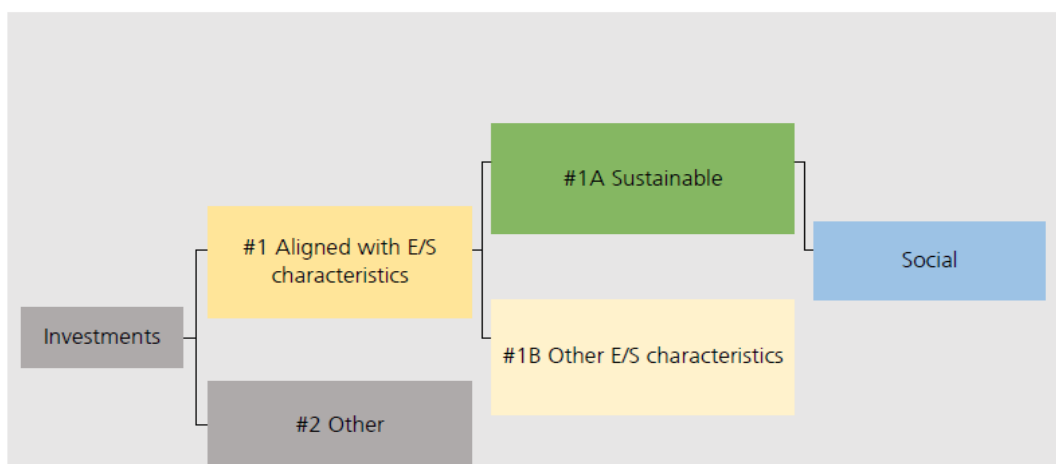 #1A Sustainable
#1 Aligned with E/S
characteristics
Social
Investments
#1B Other E/S characteristics
#2 Other